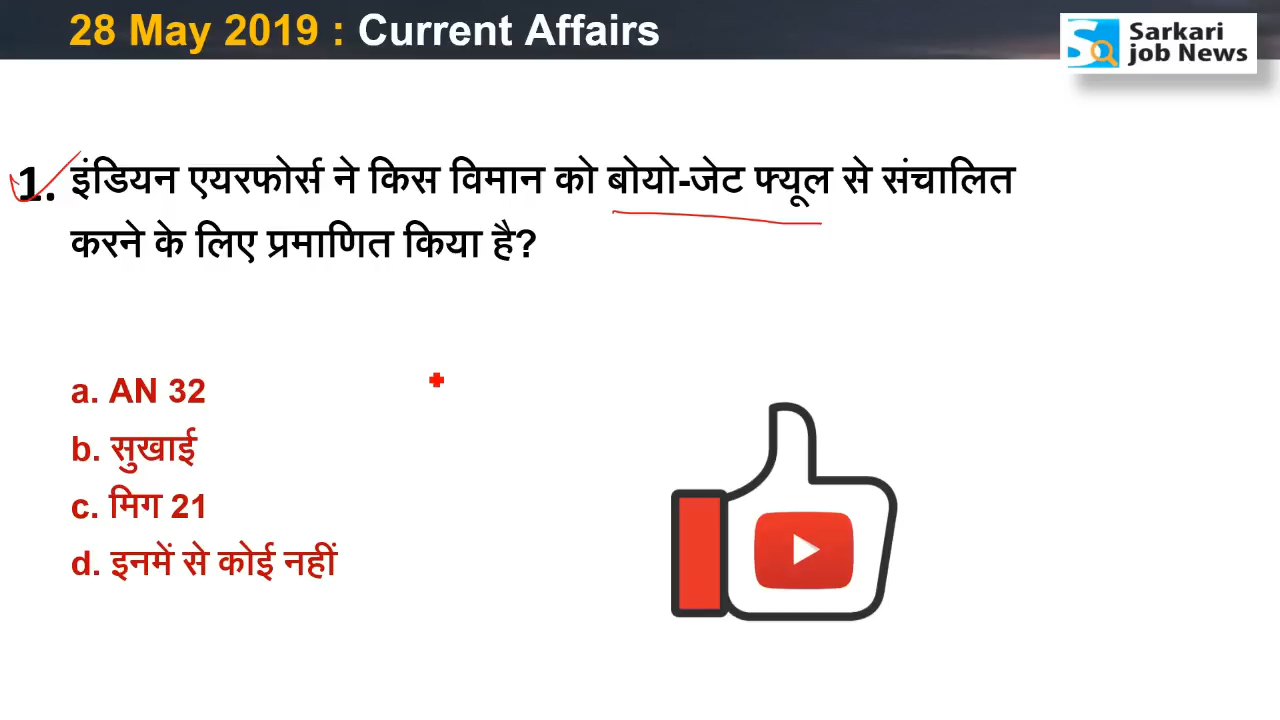 28 May 2019 : Current Affairs
Sarkari
job News
1. इंडियन एयरफोर्स ने किस विमान को बोयो-जेट फ्यूल से संचालित
करने के लिए प्रमाणित किया है?
a. AN 32
b. सुखाई
c. मिग 21
d. इनमें से कोई नहीं